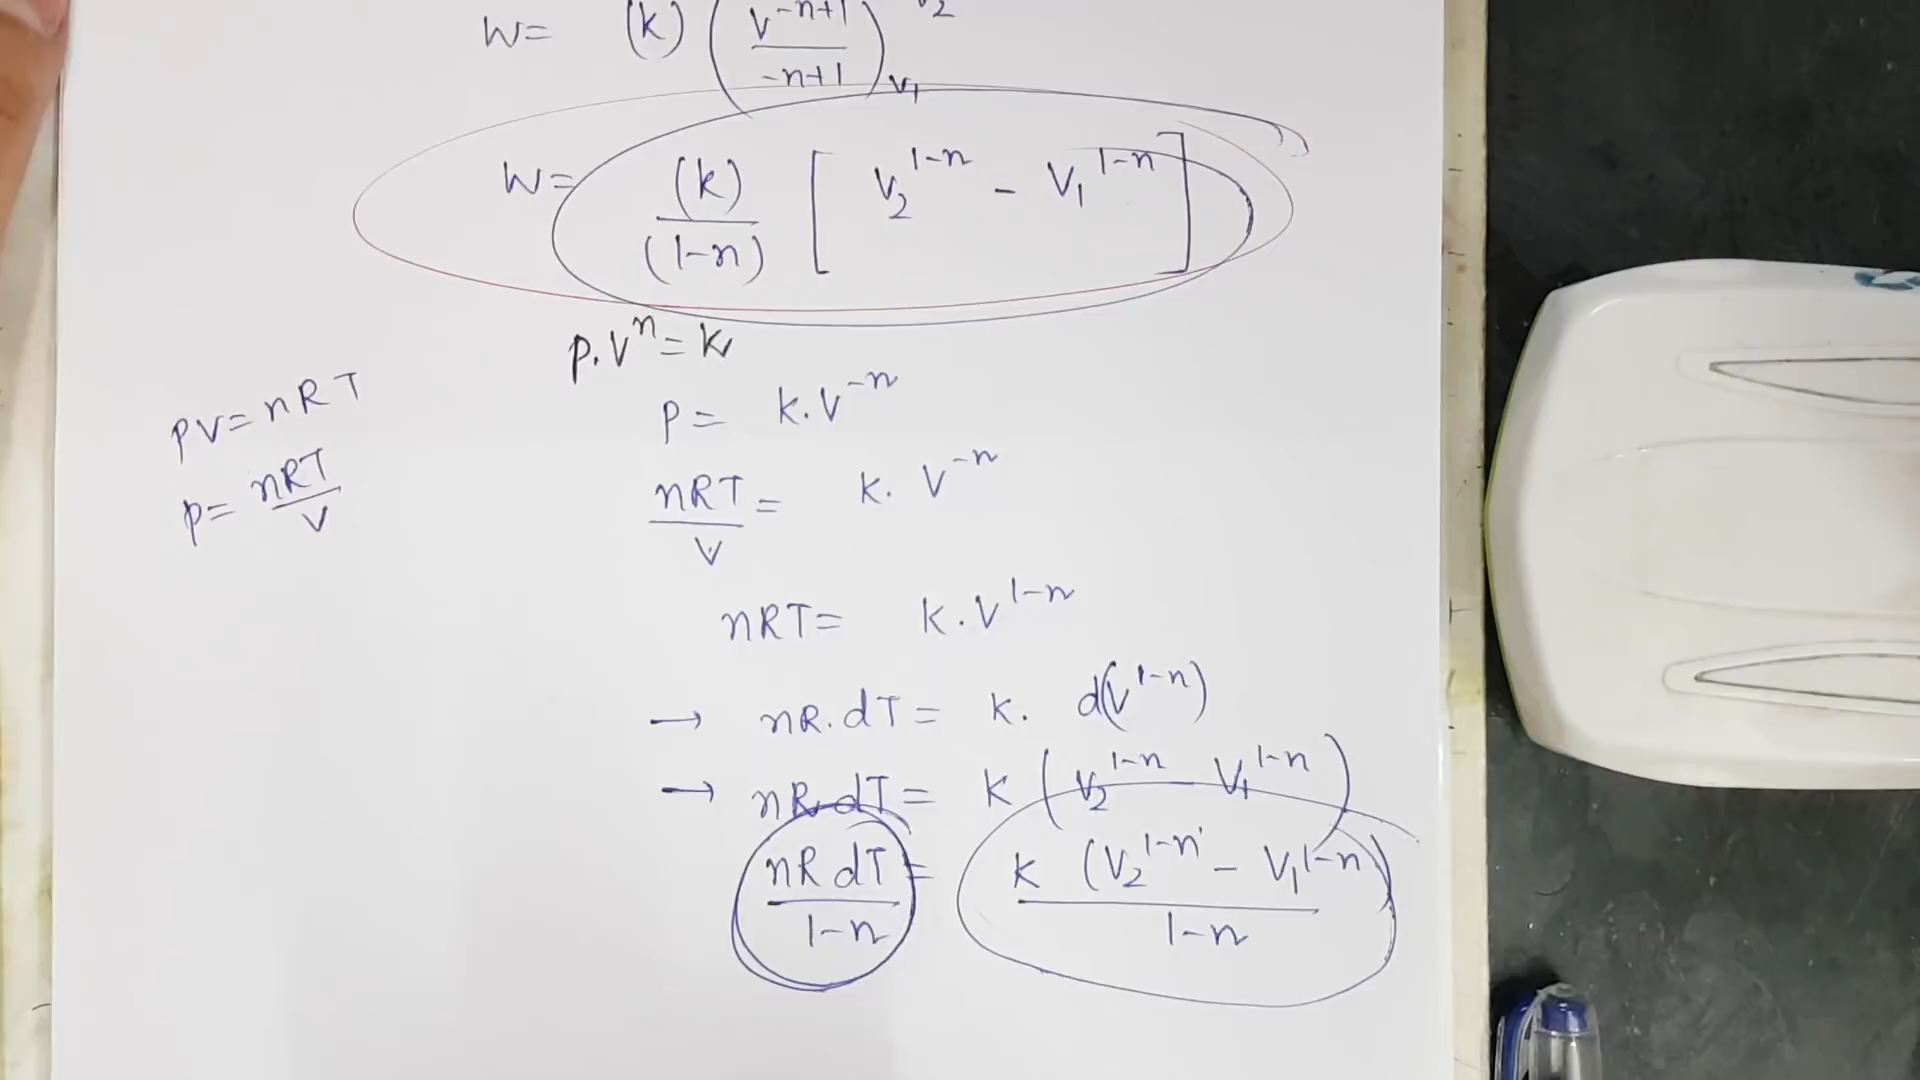 W= (k) (V^{-n+1}/-n+1)_{V1}^{V2}
W= (k)/(1-n) [V2^{1-n} - V1^{1-n}]
P.V^n=k
PV=nRT
P= k.V^{-n}
P= nRT/V
nRT/V= k. V^{-n}
nRT= k.V^{1-n}
→ nR.dT= k. d(V^{1-n})
→ nR dT= k (V2^{1-n} - V1^{1-n})
nR dT/1-n = k (V2^{1-n} - V1^{1-n})/1-n